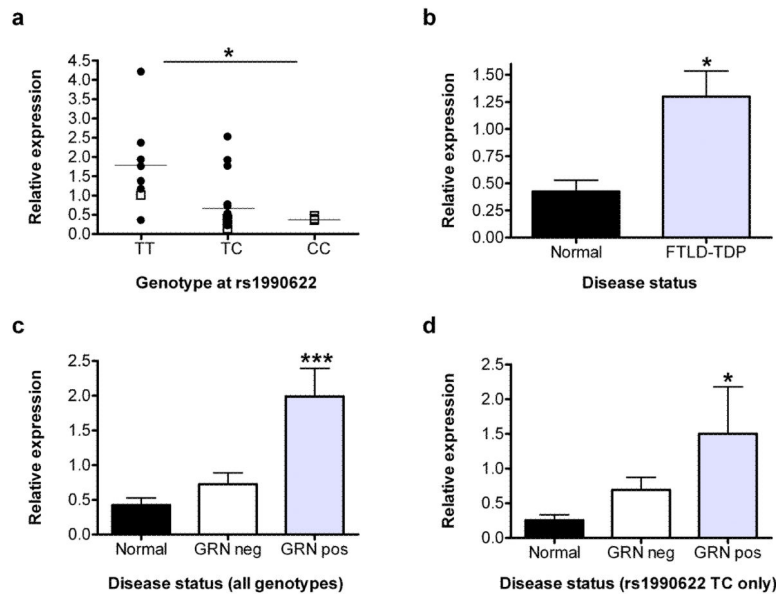 a
*
Relative expression
4.5
4.0
3.5
3.0
2.5
2.0
1.5
1.0
0.5
0.0
TT TC CC
Genotype at rs1990622
b
*
Relative expression
1.50
1.25
1.00
0.75
0.50
0.25
0.00
Normal FTLD-TDP
Disease status
c
***
Relative expression
2.5
2.0
1.5
1.0
0.5
0.0
Normal GRN neg GRN pos
Disease status (all genotypes)
d
*
Relative expression
2.5
2.0
1.5
1.0
0.5
0.0
Normal GRN neg GRN pos
Disease status (rs1990622 TC only)